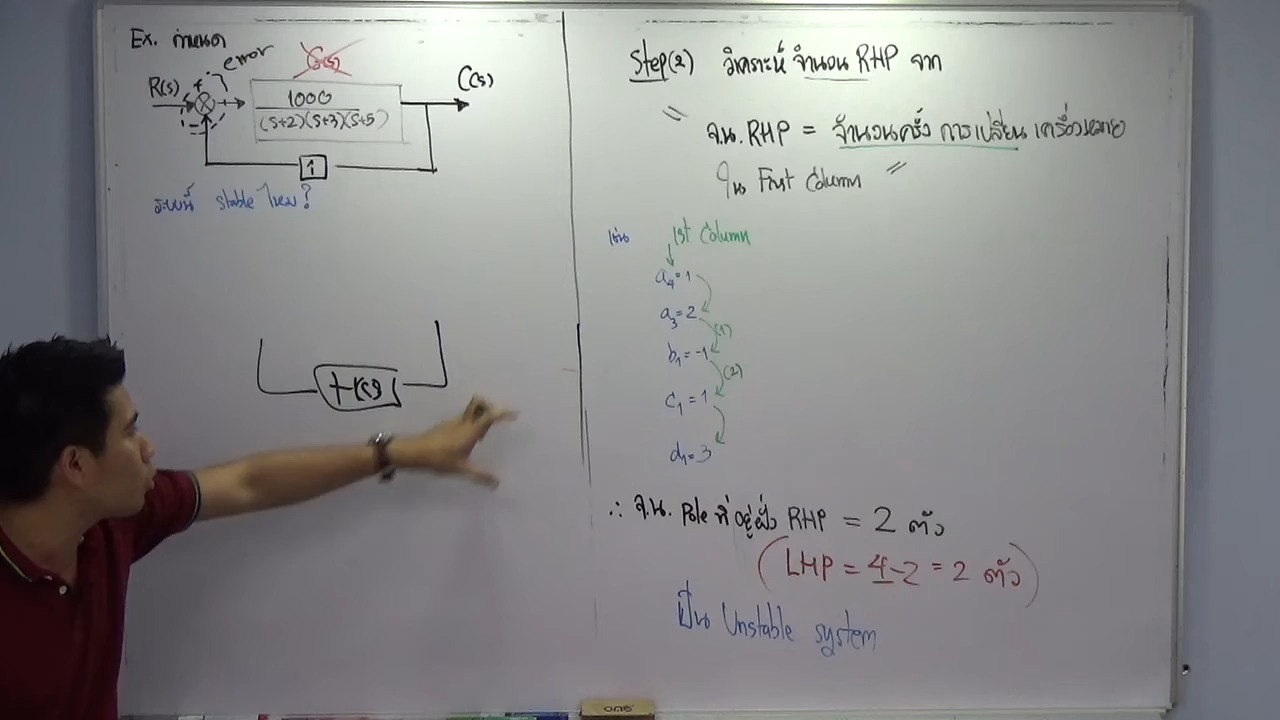 Ex. กำหนด
error
G(s)
R(s)
+
-
1000
(s+2)(s+3)(s+5)
C(s)
1
ระบบนี้ stable ไหม?
H(s)
Step(2) วิเคราะห์ จำนวน RHP จาก
" จ.น. RHP = จำนวนครั้ง การเปลี่ยน เครื่องหมาย
ใน First Column "
เช่น 1st Column
a₄=1
a₃=2
(1)
b₁=-1
(2)
c₁=1
d₁=3
∴ จ.น. Pole ที่อยู่ฝั่ง RHP = 2 ตัว
(LHP = 4-2 = 2 ตัว)
เป็น Unstable system